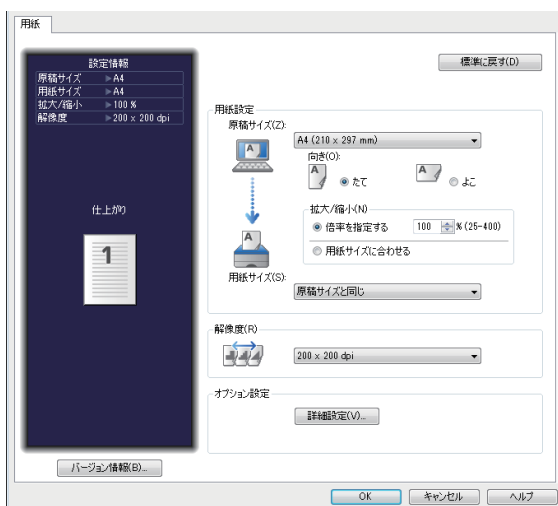 用紙
設定情報
原稿サイズ ▶A4
用紙サイズ ▶A4
拡大/縮小 ▶100 %
解像度 ▶200 x 200 dpi
仕上がり
1
バージョン情報(B)...
標準に戻す(D)
用紙設定
原稿サイズ(Z):
A
A4 (210 x 297 mm)
向き(O):
A たて A よこ
拡大/縮小(N)
倍率を指定する 100 % (25-400)
用紙サイズに合わせる
A
用紙サイズ(S):
原稿サイズと同じ
解像度(R)
200 x 200 dpi
オプション設定
詳細設定(V)...
OK キャンセル ヘルプ